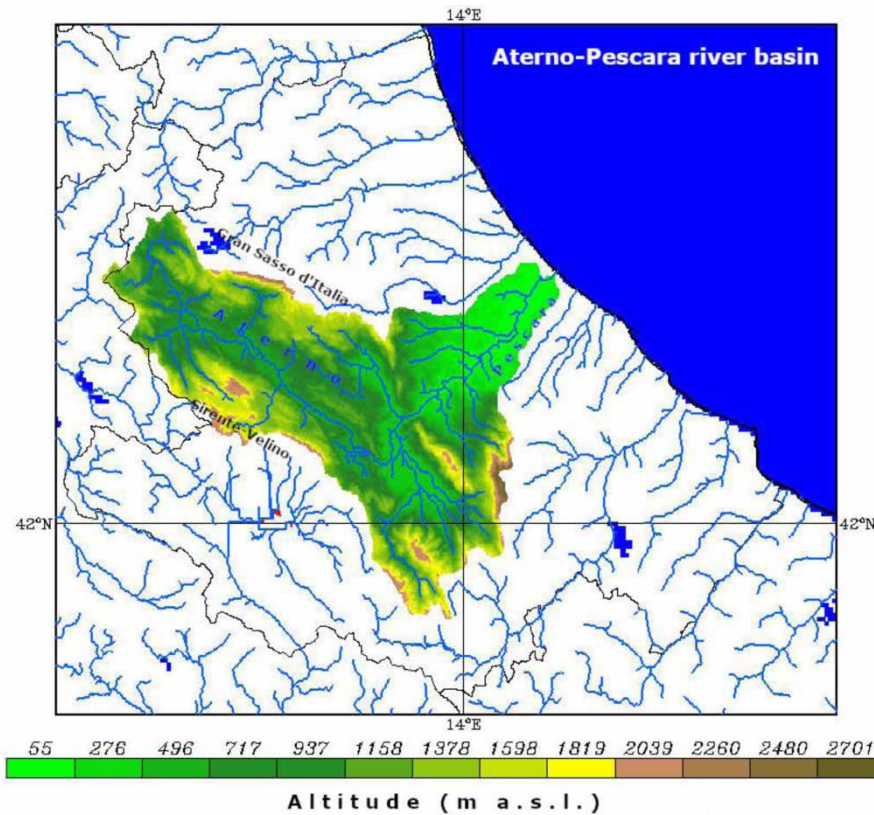 14°E
Aterno-Pescara river basin
Gran Sasso d'Italia
Aterno
Pescara
Sirente-Velino
42°N
42°N
14°E
55 276 496 717 937 1158 1378 1598 1819 2039 2260 2480 2701
Altitude (m a.s.l.)